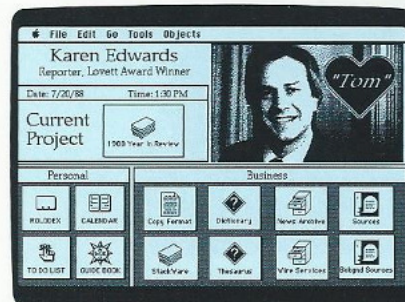 File Edit Go Tools Objects
Karen Edwards
Reporter, Lovett Award Winner
"Tom"
Date: 7/20/88 Time: 1:30 PM
Current
Project
1988 Year In Review
Personal
Business
ROLODEX CALENDAR Copy Format Dictionary News Archive Sources
TO DO LIST GUIDE BOOK StackWare Thesaurus Wire Services Bakgnd Sources